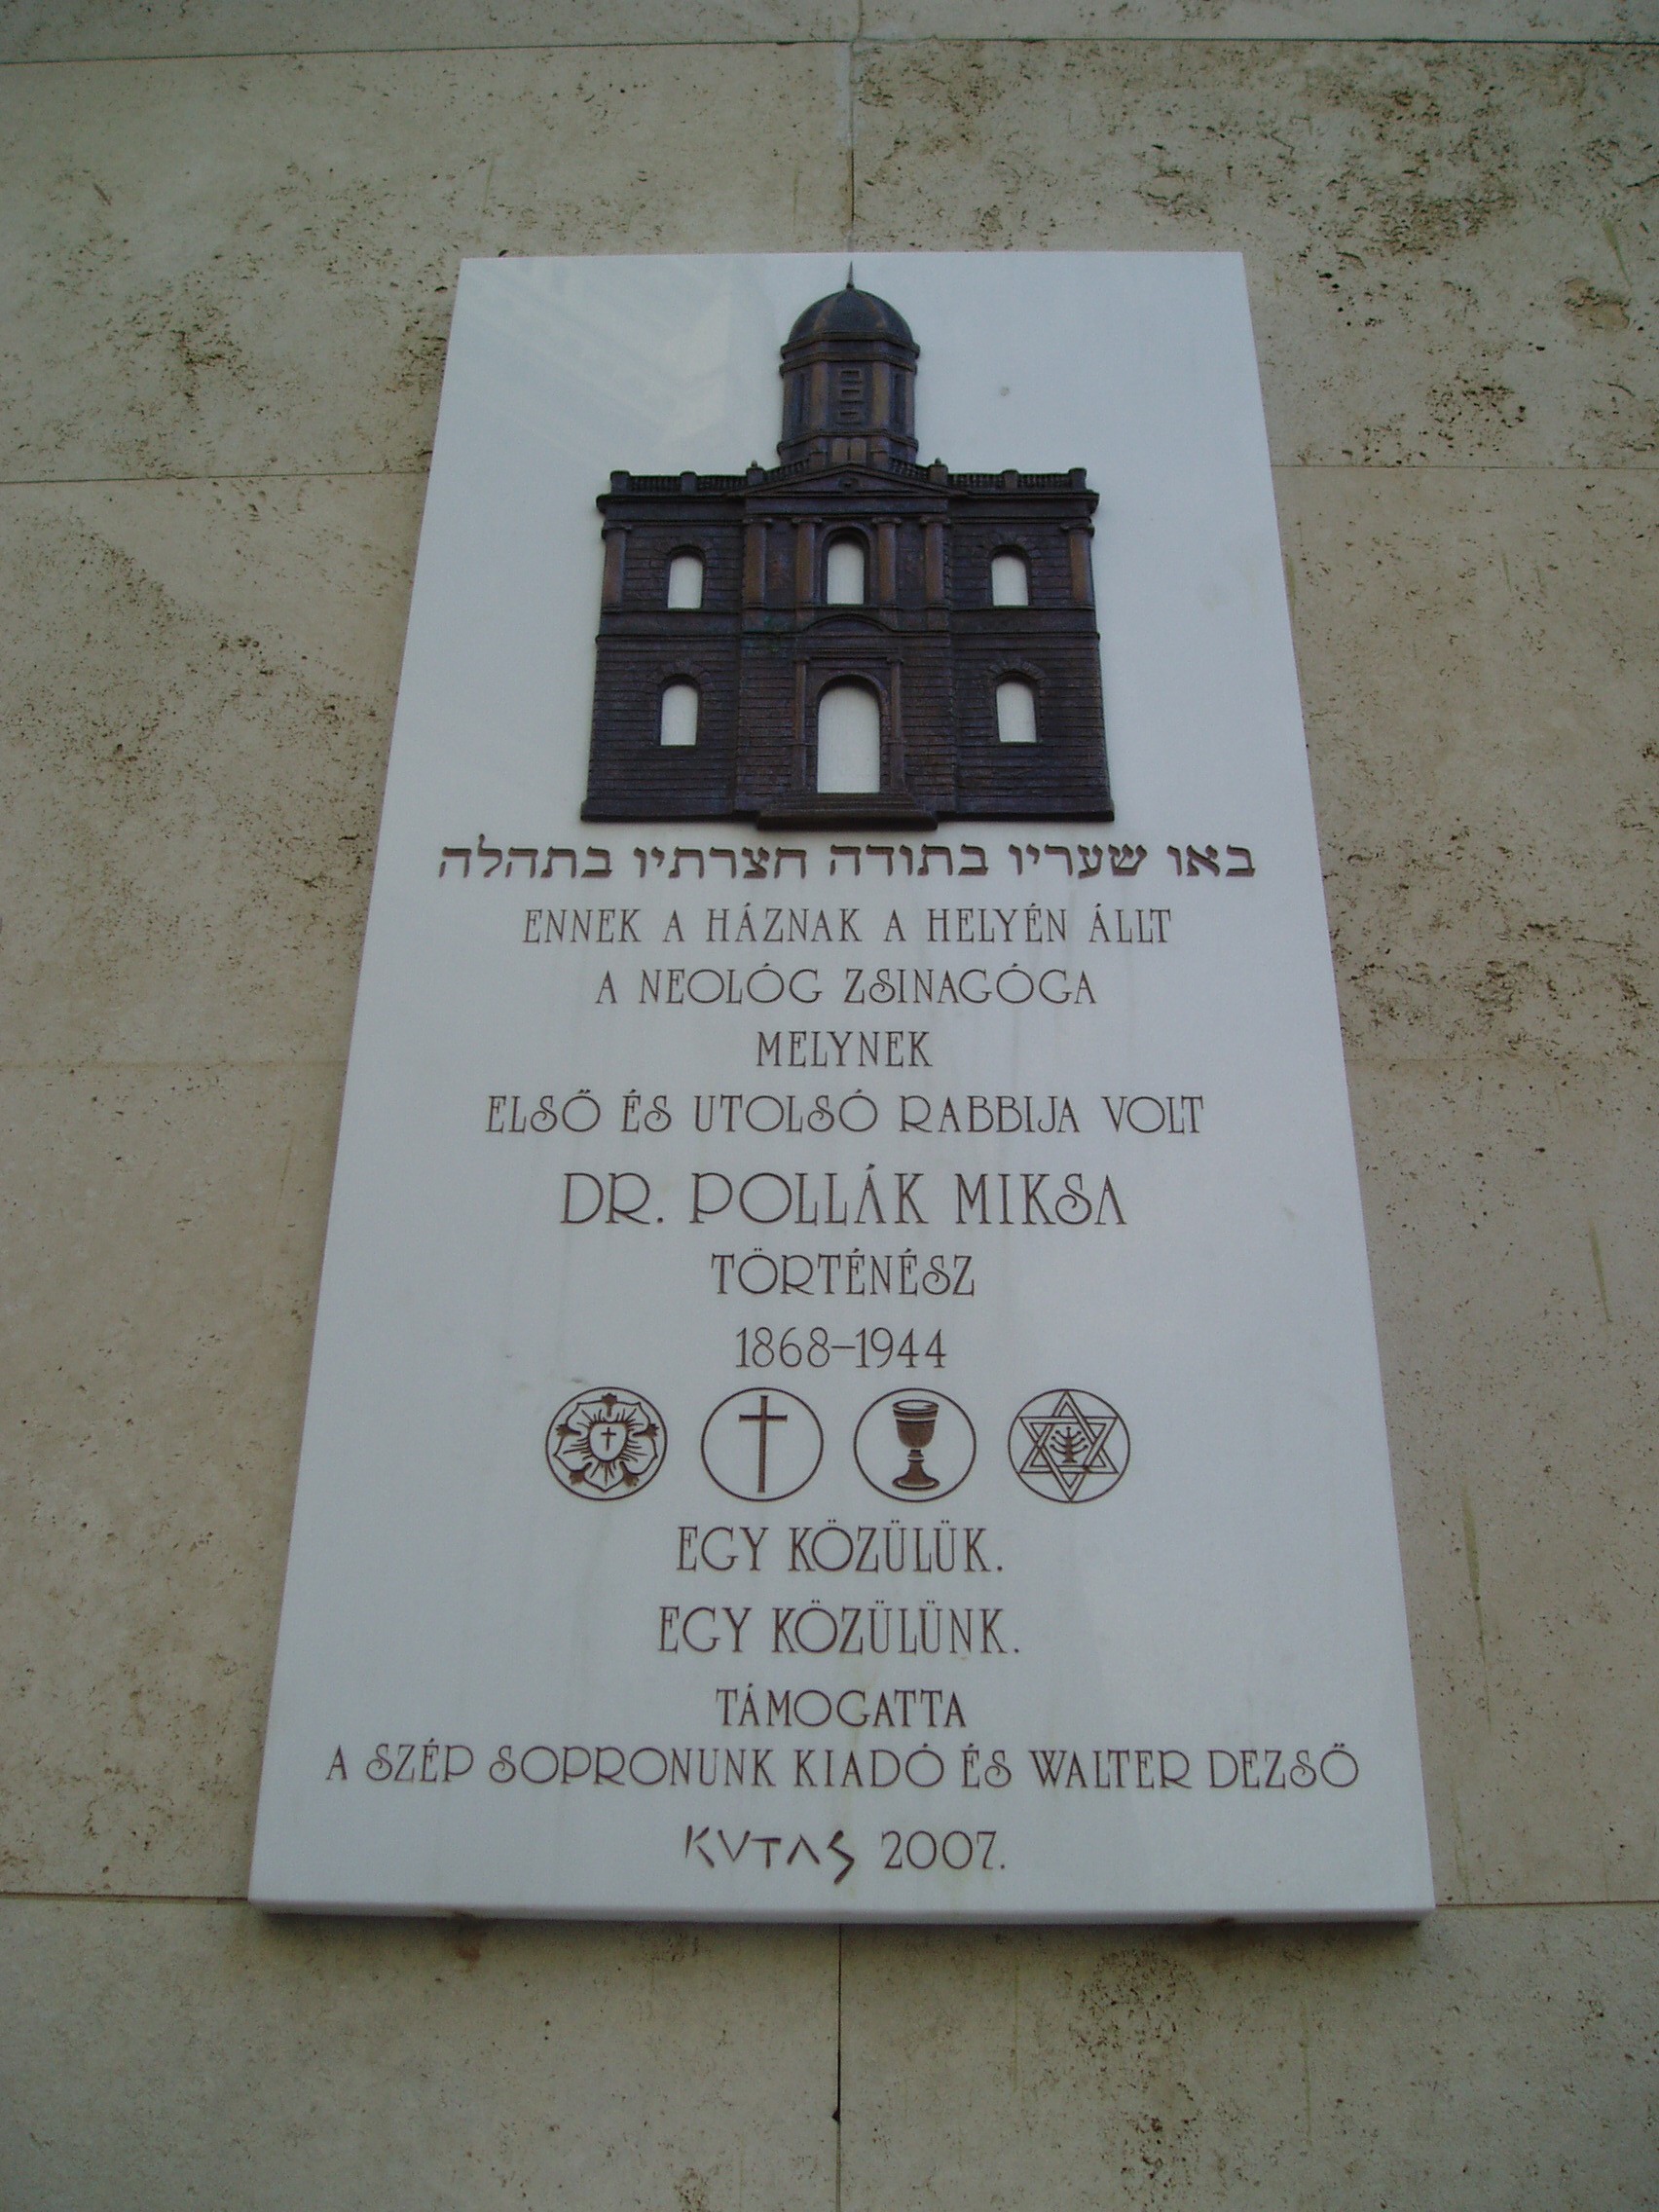 באו שעריו בתודה חצרתיו בתהלה
ENNEK A HÁZNAK A HELYÉN ÁLLT
A NEOLÓG ZSINAGÓGA
MELYNEK
ELSŐ ÉS UTOLSÓ RABBIJA VOLT
DR. POLLÁK MIKSA
TÖRTÉNÉSZ
1868–1944
EGY KÖZÜLÜK.
EGY KÖZÜLÜNK.
TÁMOGATTA
A SZÉP SOPRONUNK KIADÓ ÉS WALTER DEZSŐ
KUTAS 2007.